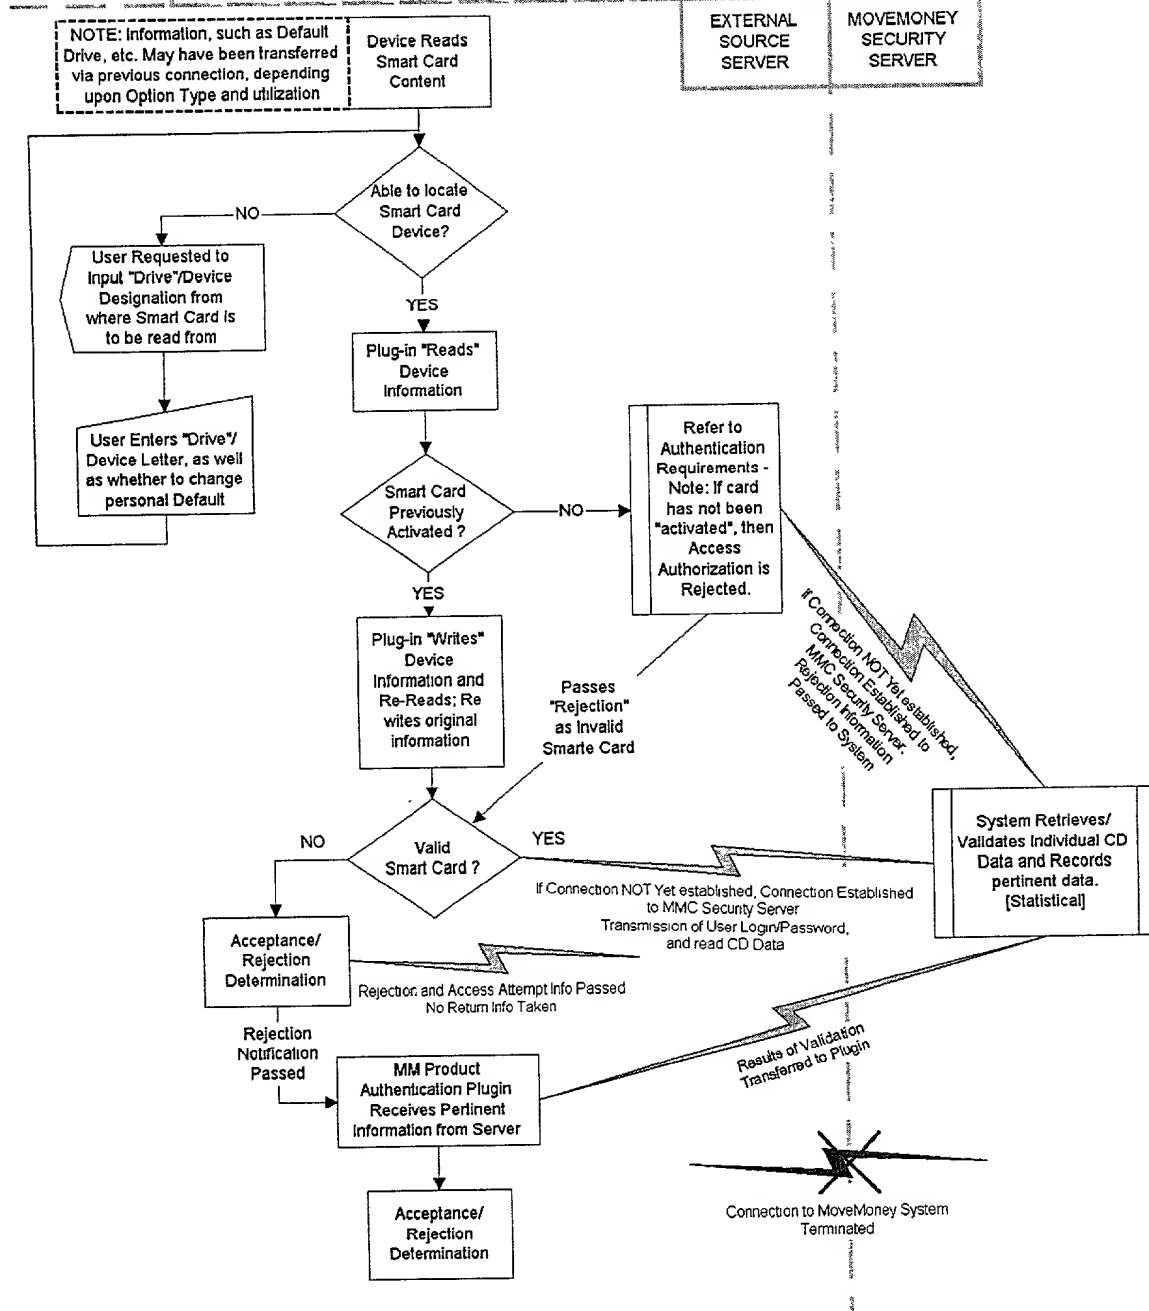 NOTE: Information, such as Default
Drive, etc. May have been transferred
via previous connection, depending
upon Option Type and utilization
Device Reads
Smart Card
Content
EXTERNAL
SOURCE
SERVER
MOVEMONEY
SECURITY
SERVER
Able to locate
Smart Card
Device?
NO
User Requested to
Input "Drive"/Device
Designation from
where Smart Card is
to be read from
YES
Plug-in "Reads"
Device
Information
User Enters "Drive"/
Device Letter, as well
as whether to change
personal Default
Smart Card
Previously
Activated ?
NO
Refer to
Authentication
Requirements -
Note: If card
has not been
"activated", then
Access
Authorization is
Rejected.
YES
Plug-in "Writes"
Device
Information and
Re-Reads; Re
wites original
information
Passes
"Rejection"
as Invalid
Smarte Card
If Connection NOT Yet established,
Connection Established to
MMC Security Server.
Rejection Information
Passed to System
Valid
Smart Card ?
NO
YES
System Retrieves/
Validates Individual CD
Data and Records
pertinent data.
[Statistical]
If Connection NOT Yet established, Connection Established
to MMC Security Server
Transmission of User Login/Password,
and read CD Data
Acceptance/
Rejection
Determination
Rejection and Access Attempt Info Passed
No Return Info Taken
Rejection
Notification
Passed
Results of Validation
Transferred to Plugin
MM Product
Authentication Plugin
Receives Pertinent
Information from Server
Connection to MoveMoney System
Terminated
Acceptance/
Rejection
Determination